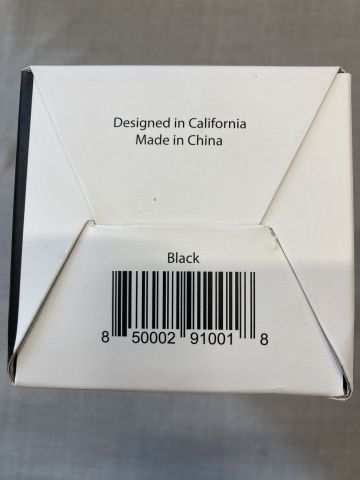 Designed in California
Made in China
Black
8 50002 91001 8